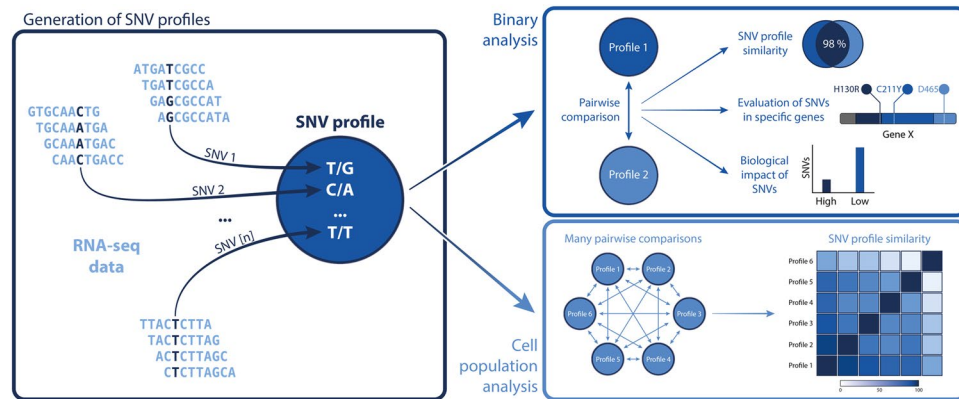 Generation of SNV profiles
ATGATCGCC
TGATCGCCA
GAGCGCCAT
AGCGCCATA
GTGCAACTG
TGCAAATGA
GCAAATGAC
CAACTGACC
SNV 1
SNV 2
...
SNV [n]
RNA-seq
data
TTACTCTTA
TACTCTTAG
ACTCTTAGC
CTCTTAGCA
SNV profile
T/G
C/A
...
T/T
Binary
analysis
Profile 1
Pairwise
comparison
Profile 2
SNV profile
similarity
98 %
Evaluation of SNVs
in specific genes
H130R
C211Y
D465S
Gene X
Biological
impact of
SNVs
SNVs
High
Low
Cell
population
analysis
Many pairwise comparisons
Profile 1
Profile 2
Profile 6
Profile 3
Profile 5
Profile 4
SNV profile similarity
Profile 6
Profile 5
Profile 4
Profile 3
Profile 2
Profile 1
0
50
100